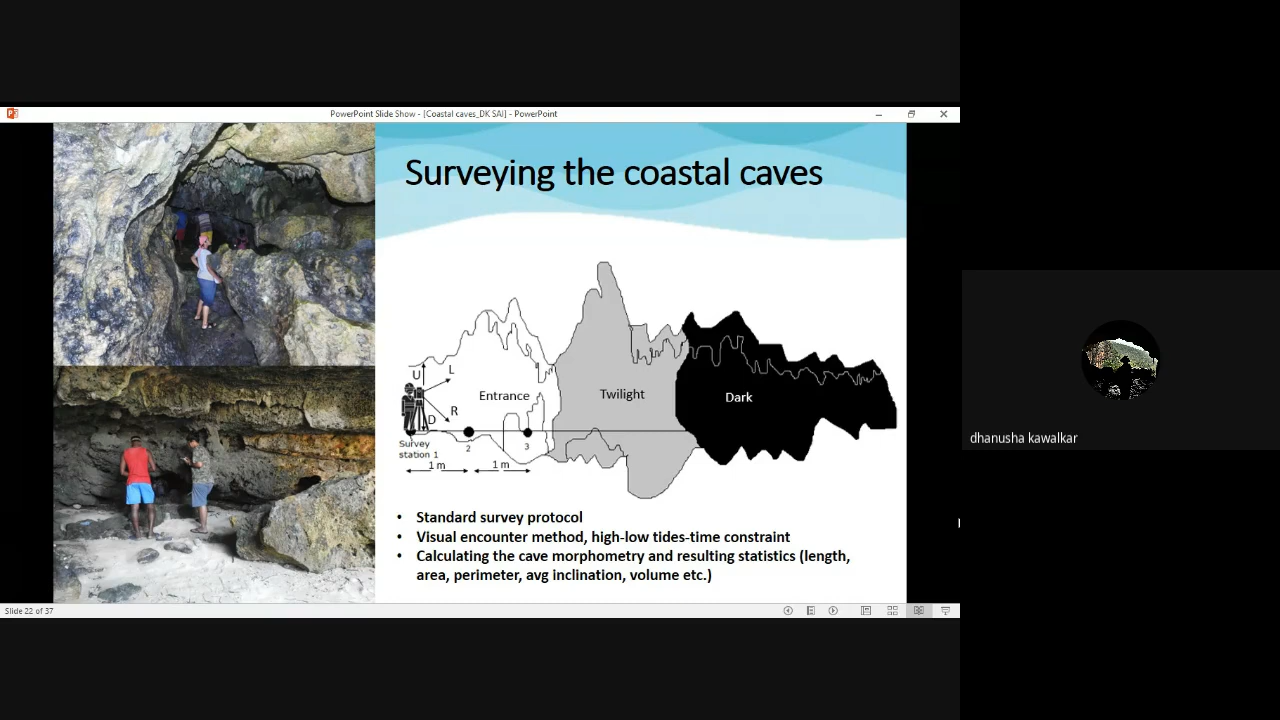 PowerPoint Slide Show - [Coastal caves_DK SAI] - PowerPoint
Surveying the coastal caves
U
L
R
D
Entrance
Twilight
Dark
Survey
station 1
2
3
1 m
1 m
• Standard survey protocol
• Visual encounter method, high-low tides-time constraint
• Calculating the cave morphometry and resulting statistics (length,
area, perimeter, avg inclination, volume etc.)
Slide 22 of 37
dhanusha kawalkar